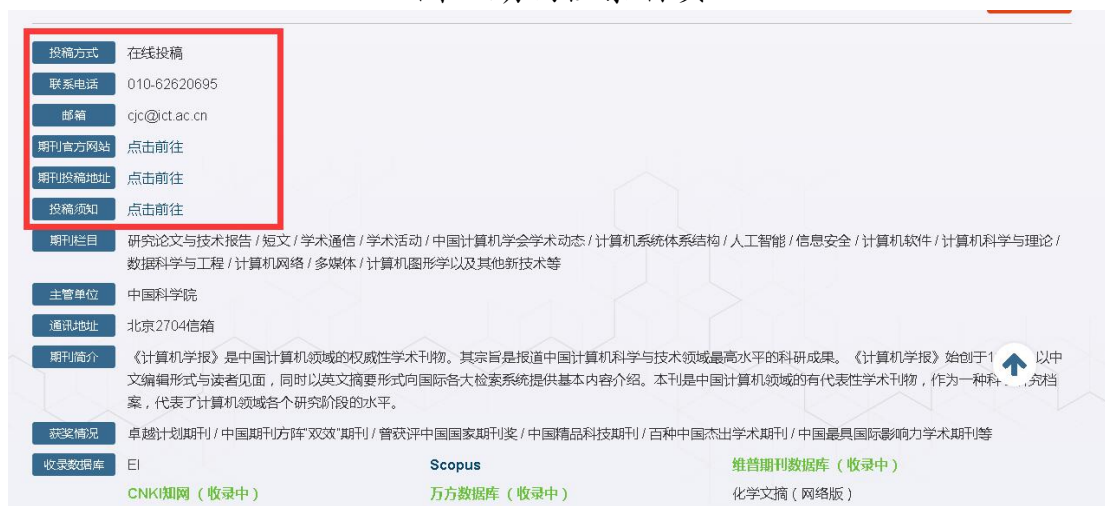 投稿方式 在线投稿
联系电话 010-62620695
邮箱 cjc@ict.ac.cn
期刊官方网站 点击前往
期刊投稿地址 点击前往
投稿须知 点击前往
期刊栏目 研究论文与技术报告 / 短文 / 学术通信 / 学术活动 / 中国计算机学会学术动态 / 计算机系统体系结构 / 人工智能 / 信息安全 / 计算机软件 / 计算机科学与理论 /
数据科学与工程 / 计算机网络 / 多媒体 / 计算机图形学以及其他新技术等
主管单位 中国科学院
通讯地址 北京2704信箱
期刊简介 《计算机学报》是中国计算机领域的权威性学术刊物。其宗旨是报道中国计算机科学与技术领域最高水平的科研成果。《计算机学报》始创于1 以中
文编辑形式与读者见面，同时以英文摘要形式向国际各大检索系统提供基本内容介绍。本刊是中国计算机领域的有代表性学术刊物，作为一种科 究档
案，代表了计算机领域各个研究阶段的水平。
获奖情况 卓越计划期刊 / 中国期刊方阵“双效”期刊 / 曾获评中国国家期刊奖 / 中国精品科技期刊 / 百种中国杰出学术期刊 / 中国最具国际影响力学术期刊等
收录数据库 EI Scopus 维普期刊数据库（收录中）
CNKI知网（收录中） 万方数据库（收录中） 化学文摘（网络版）